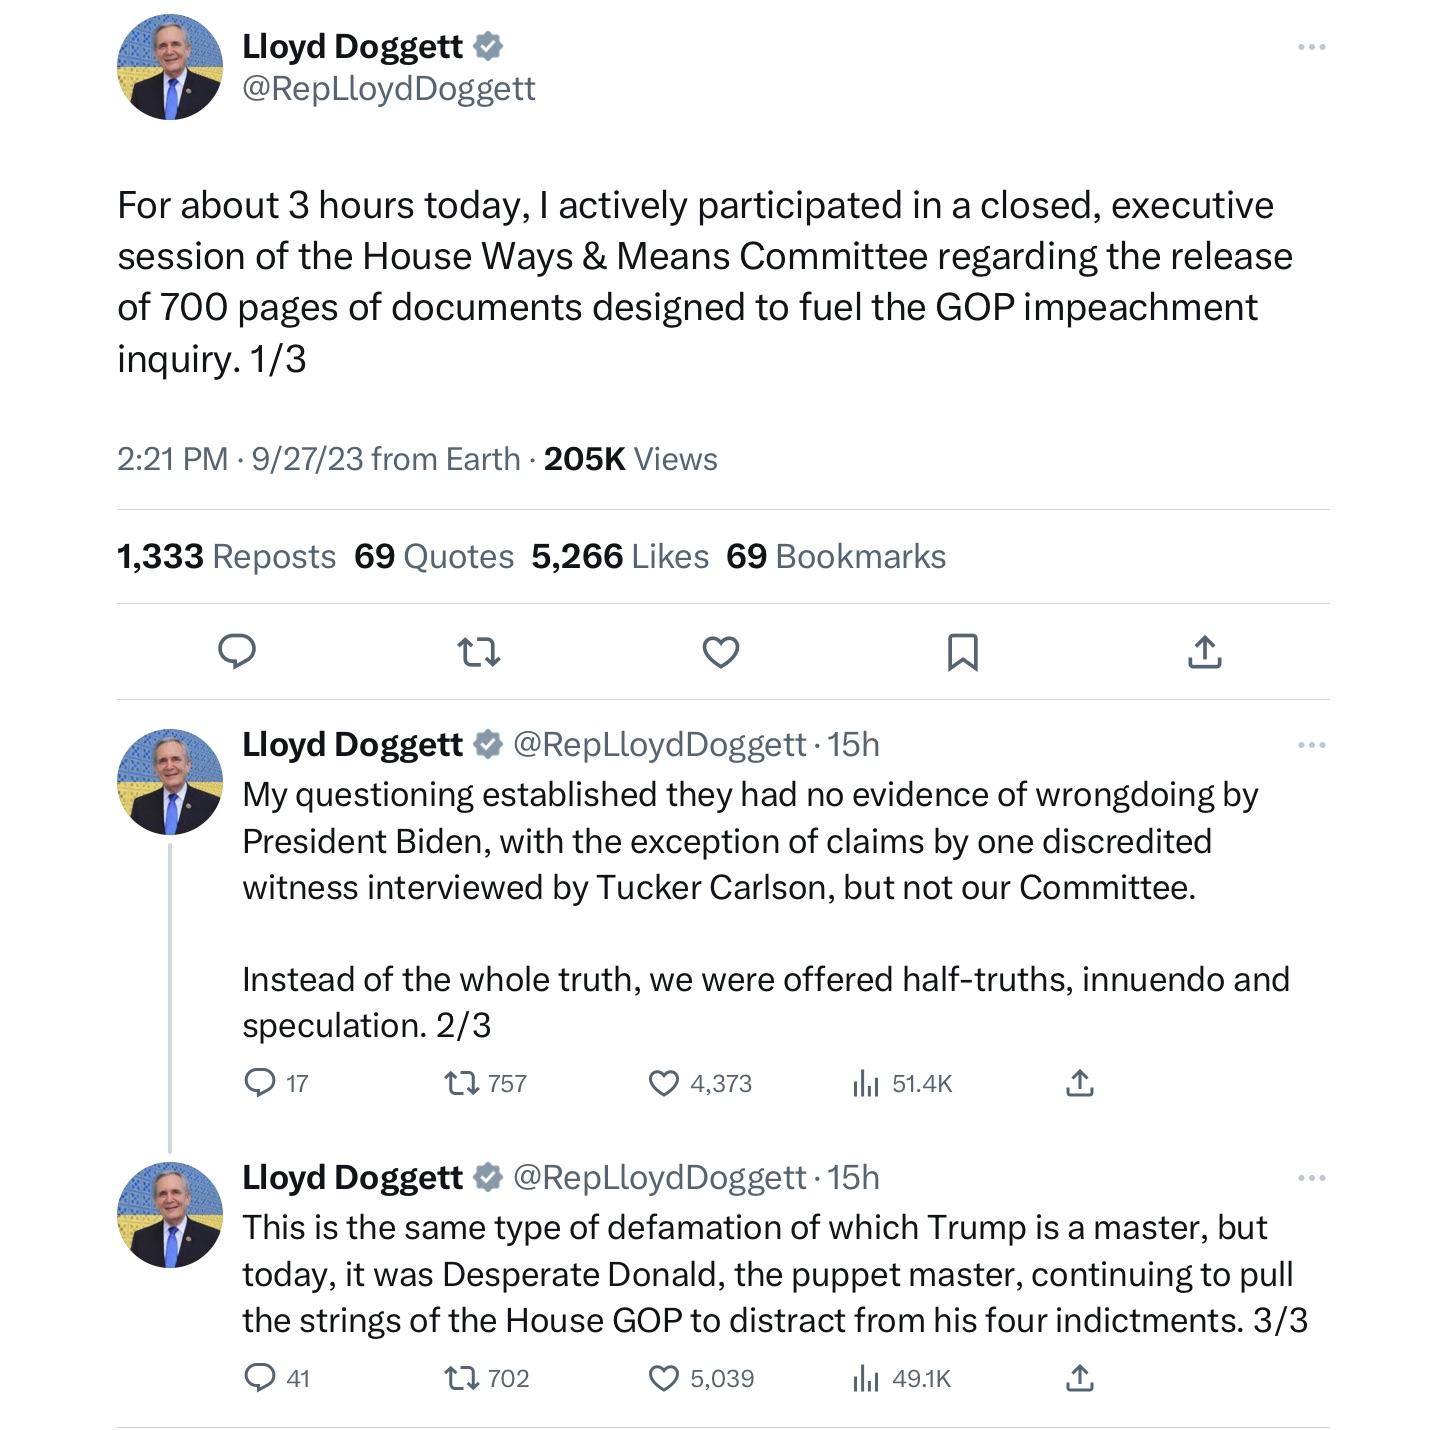 Lloyd Doggett
@RepLloydDoggett
For about 3 hours today, I actively participated in a closed, executive
session of the House Ways & Means Committee regarding the release
of 700 pages of documents designed to fuel the GOP impeachment
inquiry. 1/3
2:21 PM · 9/27/23 from Earth · 205K Views
1,333 Reposts 69 Quotes 5,266 Likes 69 Bookmarks
Lloyd Doggett @RepLloydDoggett · 15h
My questioning established they had no evidence of wrongdoing by
President Biden, with the exception of claims by one discredited
witness interviewed by Tucker Carlson, but not our Committee.
Instead of the whole truth, we were offered half-truths, innuendo and
speculation. 2/3
17 757 4,373 51.4K
Lloyd Doggett @RepLloydDoggett · 15h
This is the same type of defamation of which Trump is a master, but
today, it was Desperate Donald, the puppet master, continuing to pull
the strings of the House GOP to distract from his four indictments. 3/3
41 702 5,039 49.1K